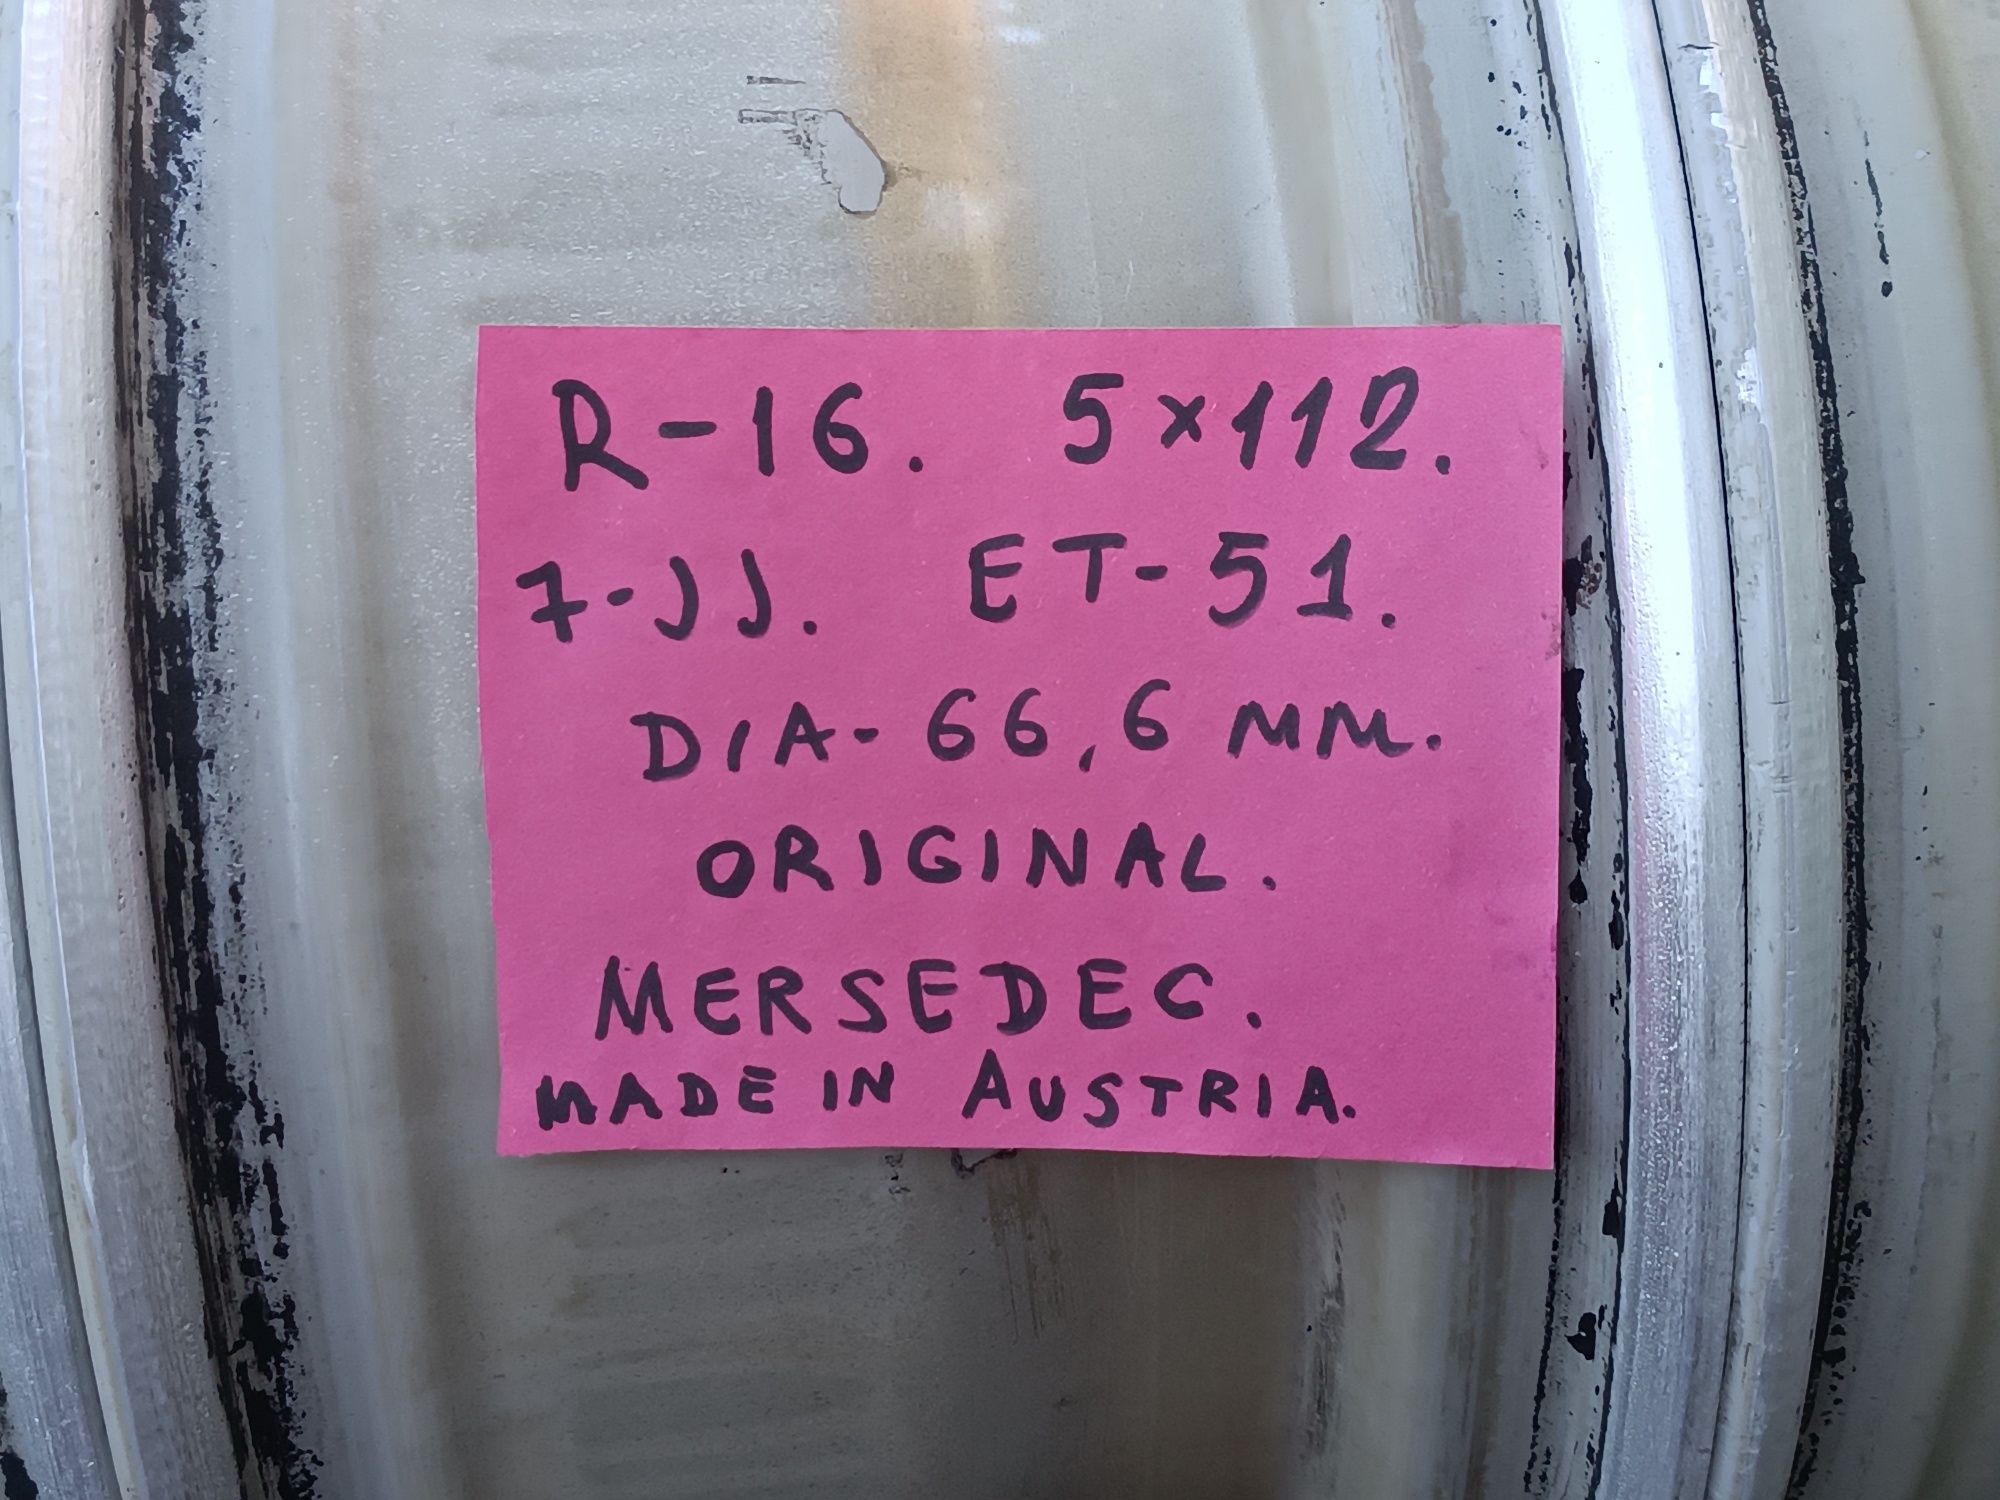 R-16. 5×112.
7-JJ. ET-51.
DIA-66,6 MM.
ORIGINAL.
MERSEDEC.
MADE IN AUSTRIA.